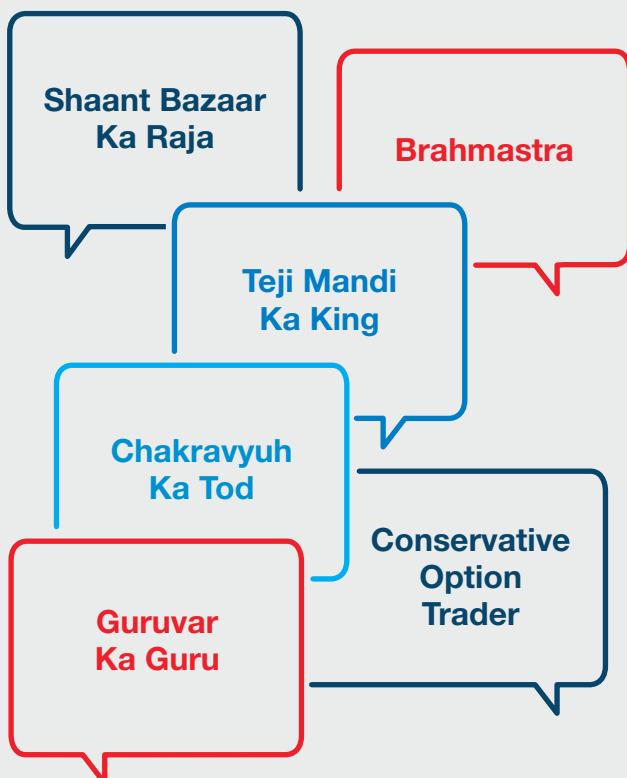 Shaant Bazaar
Ka Raja
Brahmastra
Teji Mandi
Ka King
Chakravyuh
Ka Tod
Conservative
Option
Trader
Guruvar
Ka Guru